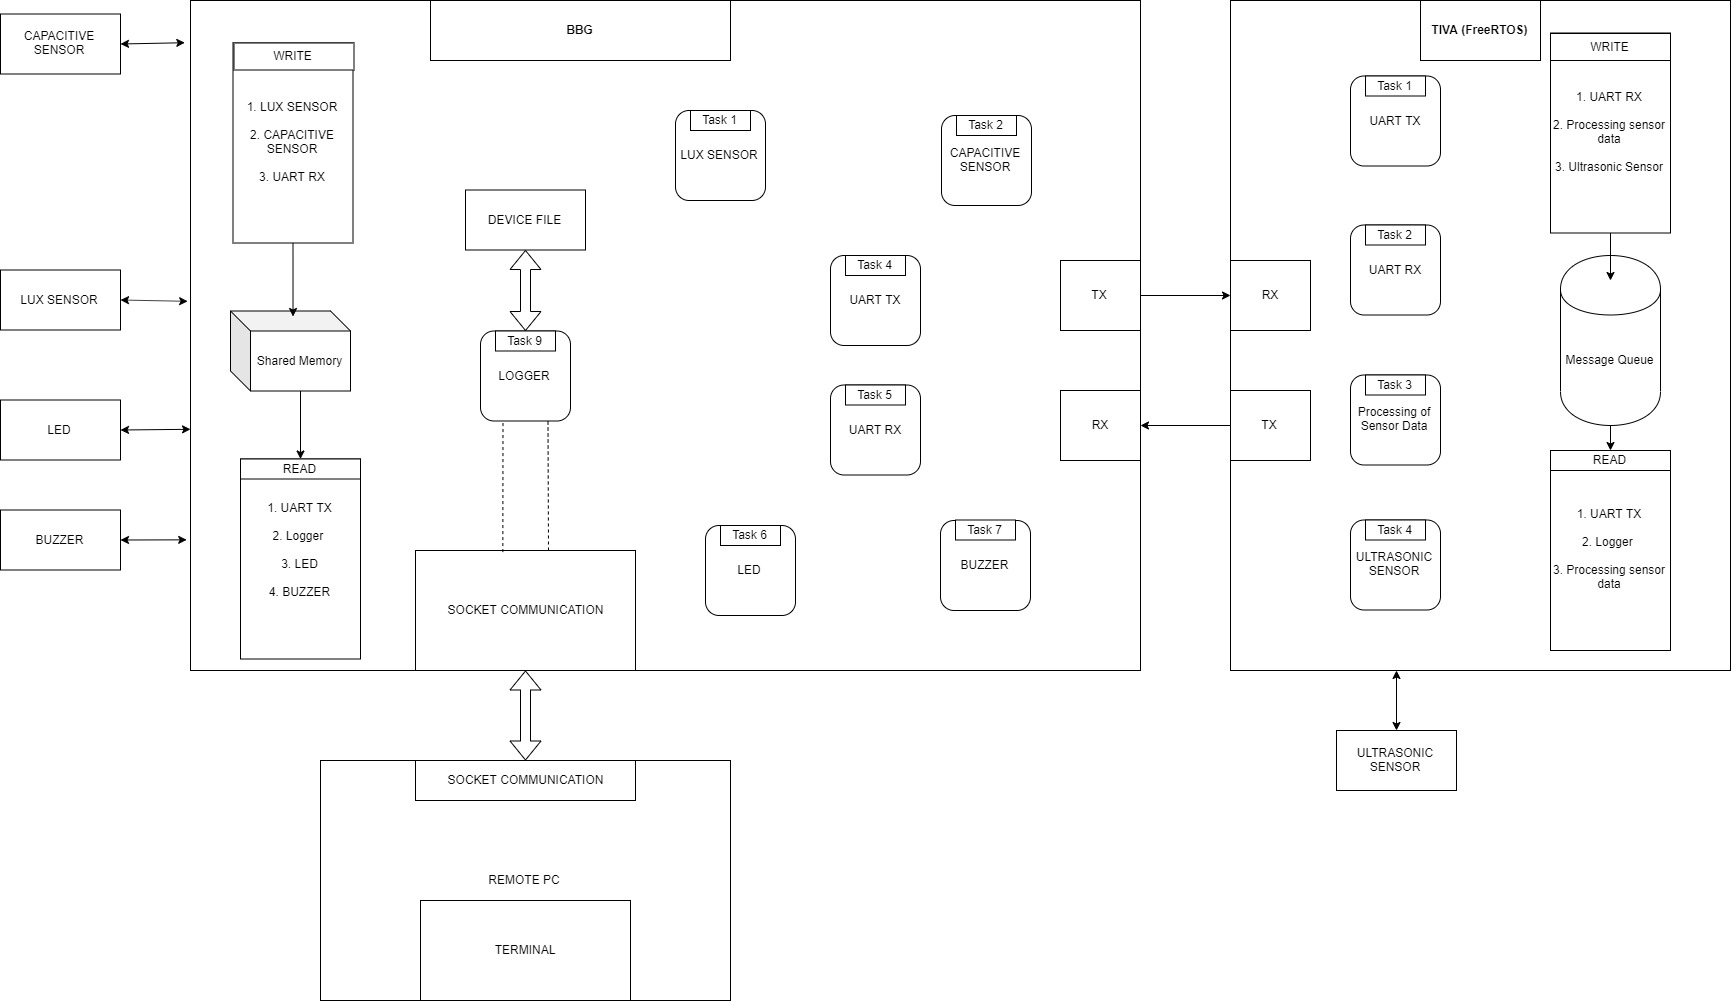 CAPACITIVE
SENSOR
LUX SENSOR
LED
BUZZER
BBG
WRITE
1. LUX SENSOR
2. CAPACITIVE
SENSOR
3. UART RX
Shared Memory
READ
1. UART TX
2. Logger
3. LED
4. BUZZER
DEVICE FILE
Task 9
LOGGER
SOCKET COMMUNICATION
Task 1
LUX SENSOR
Task 2
CAPACITIVE
SENSOR
Task 4
UART TX
Task 5
UART RX
Task 6
LED
Task 7
BUZZER
TX
RX
RX
TX
TIVA (FreeRTOS)
Task 1
UART TX
Task 2
UART RX
Task 3
Processing of
Sensor Data
Task 4
ULTRASONIC
SENSOR
WRITE
1. UART RX
2. Processing sensor
data
3. Ultrasonic Sensor
Message Queue
READ
1. UART TX
2. Logger
3. Processing sensor
data
ULTRASONIC
SENSOR
SOCKET COMMUNICATION
REMOTE PC
TERMINAL